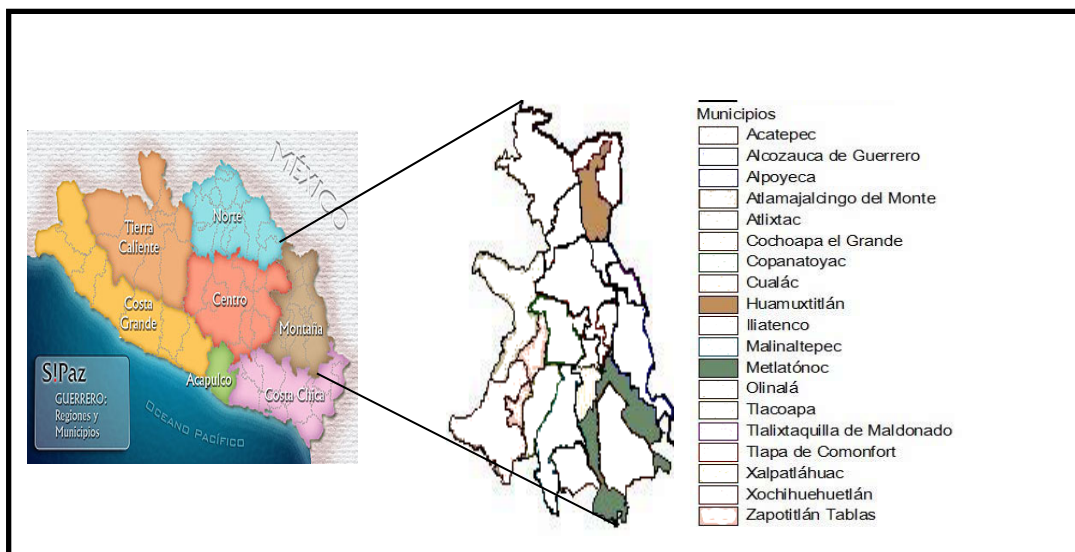 MÉXICO
Norte
Tierra
Caliente
Centro
Costa
Grande
Montaña
Acapulco
Costa Chica
S!Paz
GUERRERO:
Regiones y
Municipios
OCEANO PACÍFICO
Municipios
Acatepec
Alcozauca de Guerrero
Alpoyeca
Atlamajalcingo del Monte
Atlixtac
Cochoapa el Grande
Copanatoyac
Cualác
Huamuxtitlán
Iliatenco
Malinaltepec
Metlatónoc
Olinalá
Tlacoapa
Tlalixtaquilla de Maldonado
Tlapa de Comonfort
Xalpatláhuac
Xochihuehuetlán
Zapotitlán Tablas